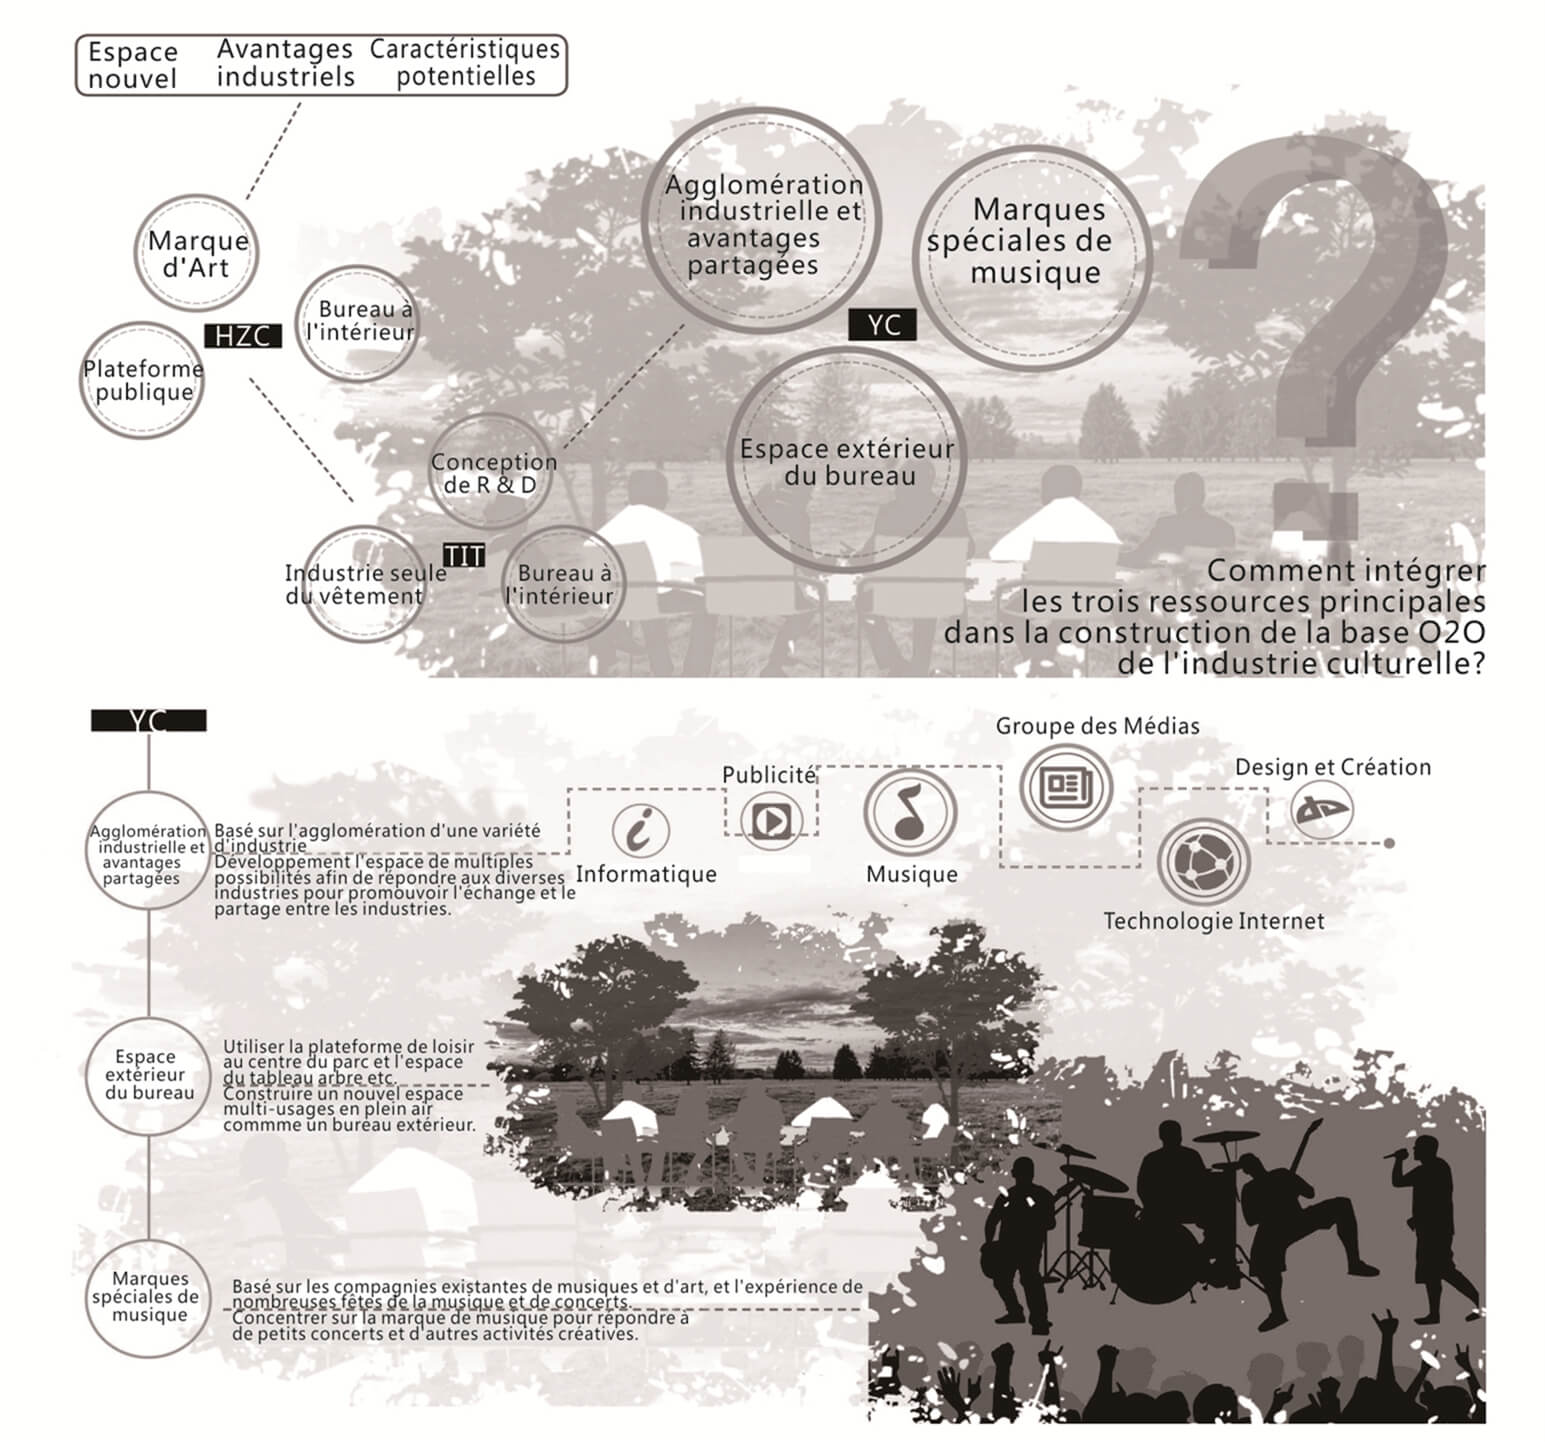 Espace
nouvel
Avantages
industriels
Caractéristiques
potentielles
Marque
d'Art
Bureau à
l'intérieur
HZC
Plateforme
publique
Agglomération
industrielle et
avantages
partagées
Marques
spéciales de
musique
YC
Espace extérieur
du bureau
Conception
de R & D
TIT
Industrie seule
du vêtement
Bureau à
l'intérieur
Comment intégrer
les trois ressources principales
dans la construction de la base O2O
de l'industrie culturelle?
YC
Agglomération
industrielle et
avantages
partagées
Basé sur l'agglomération d'une variété
d'industrie
Développement l'espace de multiples
possibilités afin de répondre aux diverses
industries pour promouvoir l'échange et le
partage entre les industries.
Informatique
Publicité
Musique
Groupe des Médias
Technologie Internet
Design et Création
Espace
extérieur
du bureau
Utiliser la plateforme de loisir
au centre du parc et l'espace
du tableau arbre etc.
Construire un nouvel espace
multi-usages en plein air
commme un bureau extérieur.
Marques
spéciales de
musique
Basé sur les compagnies existantes de musiques et d'art, et l'expérience de
nombreuses fêtes de la musique et de concerts.
Concentrer sur la marque de musique pour répondre à
de petits concerts et d'autres activités créatives.